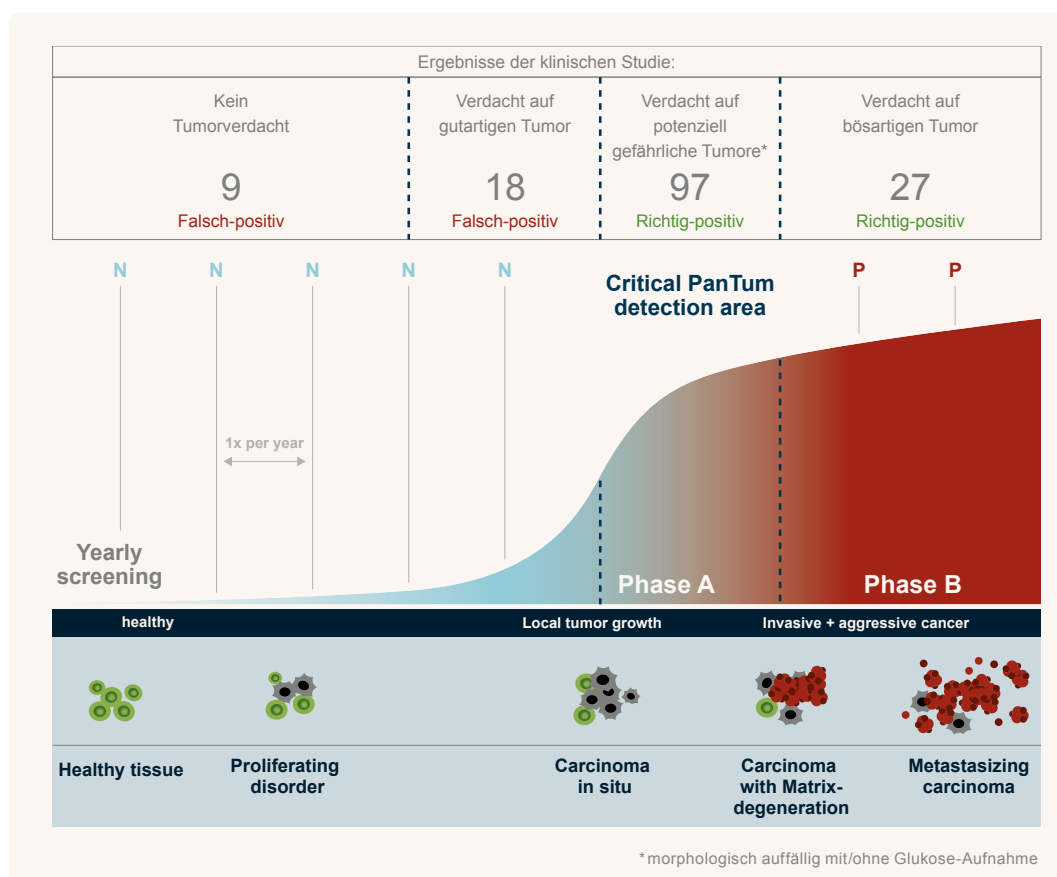 Ergebnisse der klinischen Studie:
Kein
Tumorverdacht
9
Falsch-positiv
Verdacht auf
gutartigen Tumor
18
Falsch-positiv
Verdacht auf
potenziell
gefährliche Tumore*
97
Richtig-positiv
Verdacht auf
bösartigen Tumor
27
Richtig-positiv
N N N N N P P
Critical PanTum
detection area
1x per year
Yearly
screening
Phase A Phase B
healthy Local tumor growth Invasive + aggressive cancer
Healthy tissue
Proliferating
disorder
Carcinoma
in situ
Carcinoma
with Matrix-
degeneration
Metastasizing
carcinoma
*morphologisch auffällig mit/ohne Glukose-Aufnahme